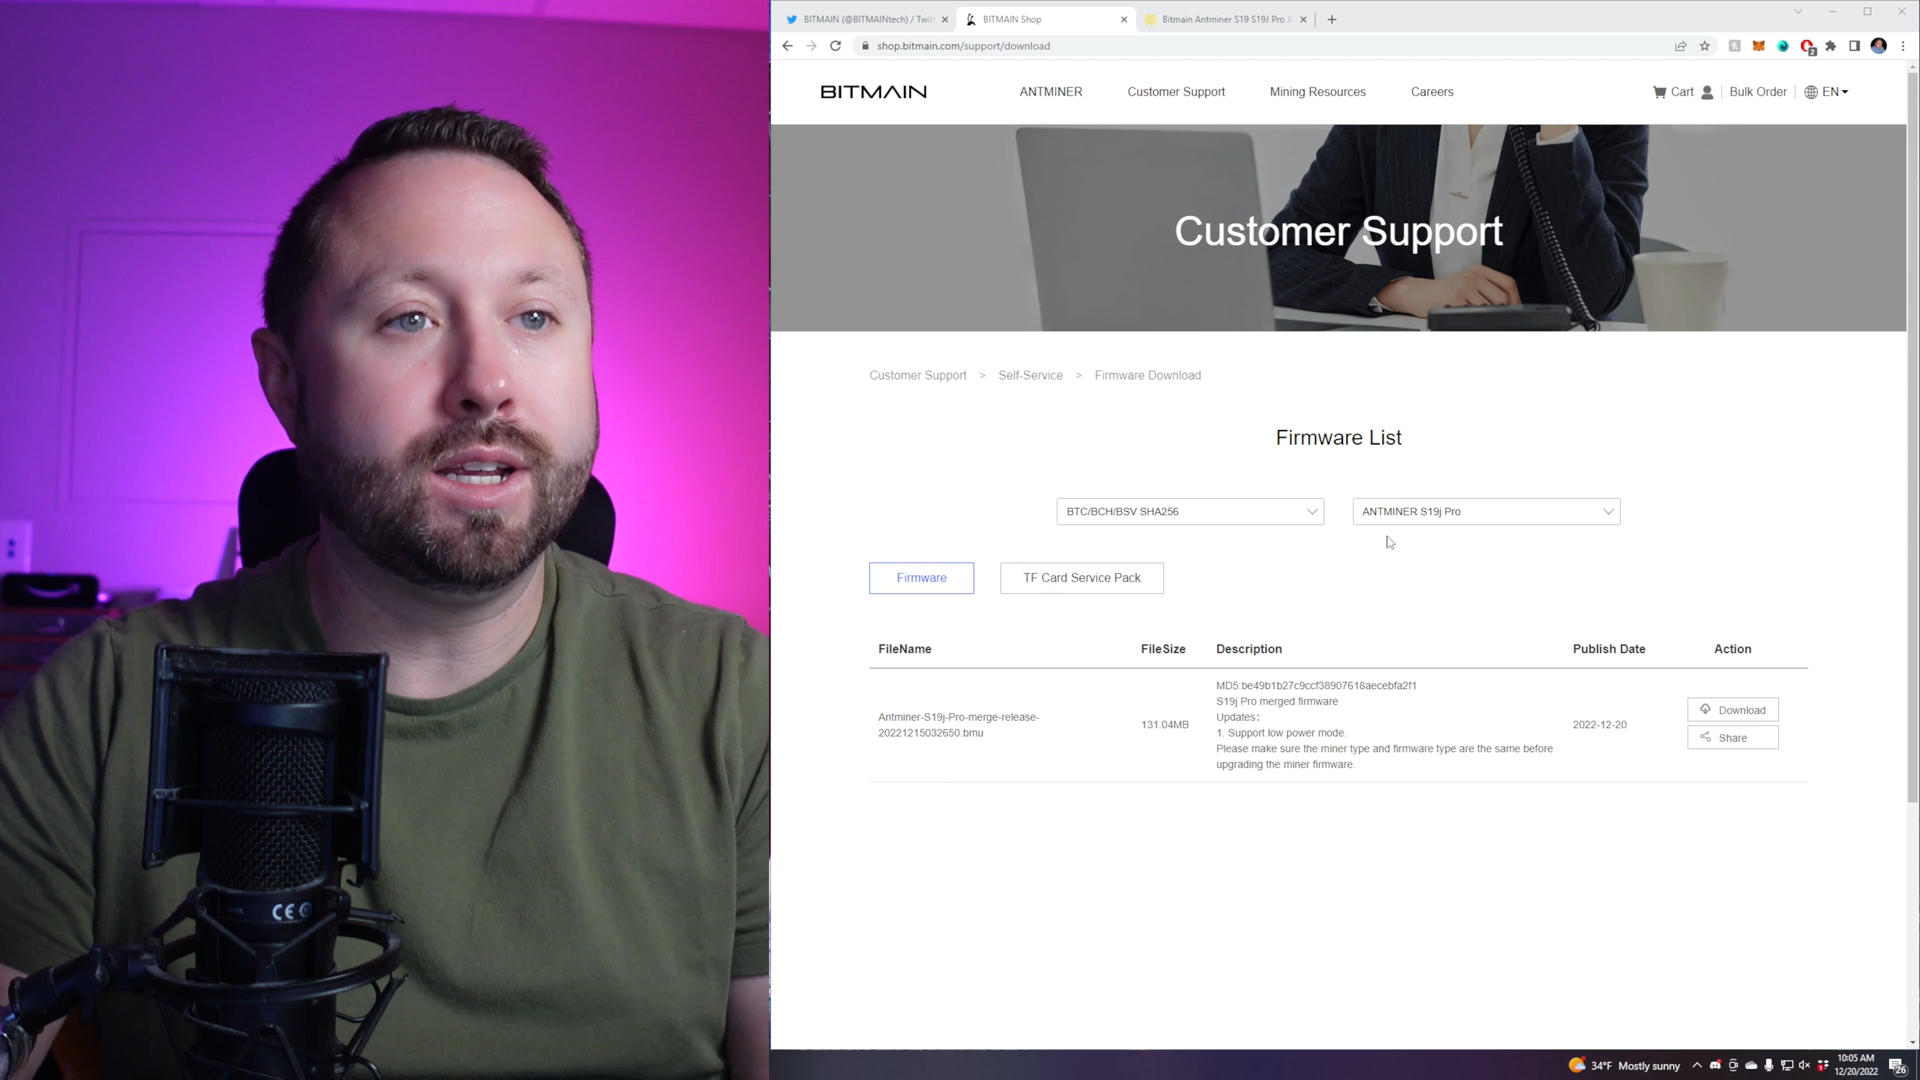 BITMAIN (@BITMAINtech) / Twit
BITMAIN Shop
Bitmain Antminer S19 S19J Pro X
shop.bitmain.com/support/download
2
BITMAIN
ANTMINER
Customer Support
Mining Resources
Careers
Cart
Bulk Order
EN
Customer Support
Customer Support > Self-Service > Firmware Download
Firmware List
BTC/BCH/BSV SHA256
ANTMINER S19j Pro
Firmware
TF Card Service Pack
FileName FileSize Description Publish Date Action
Antminer-S19j-Pro-merge-release-
20221215032650.bmu
131.04MB
MD5:be49b1b27c9ccf38907618aecebfa2f1
S19j Pro merged firmware
Updates:
1. Support low power mode.
Please make sure the miner type and firmware type are the same before
upgrading the miner firmware.
2022-12-20
Download
Share
CE
34°F Mostly sunny
10:05 AM
12/20/2022
26